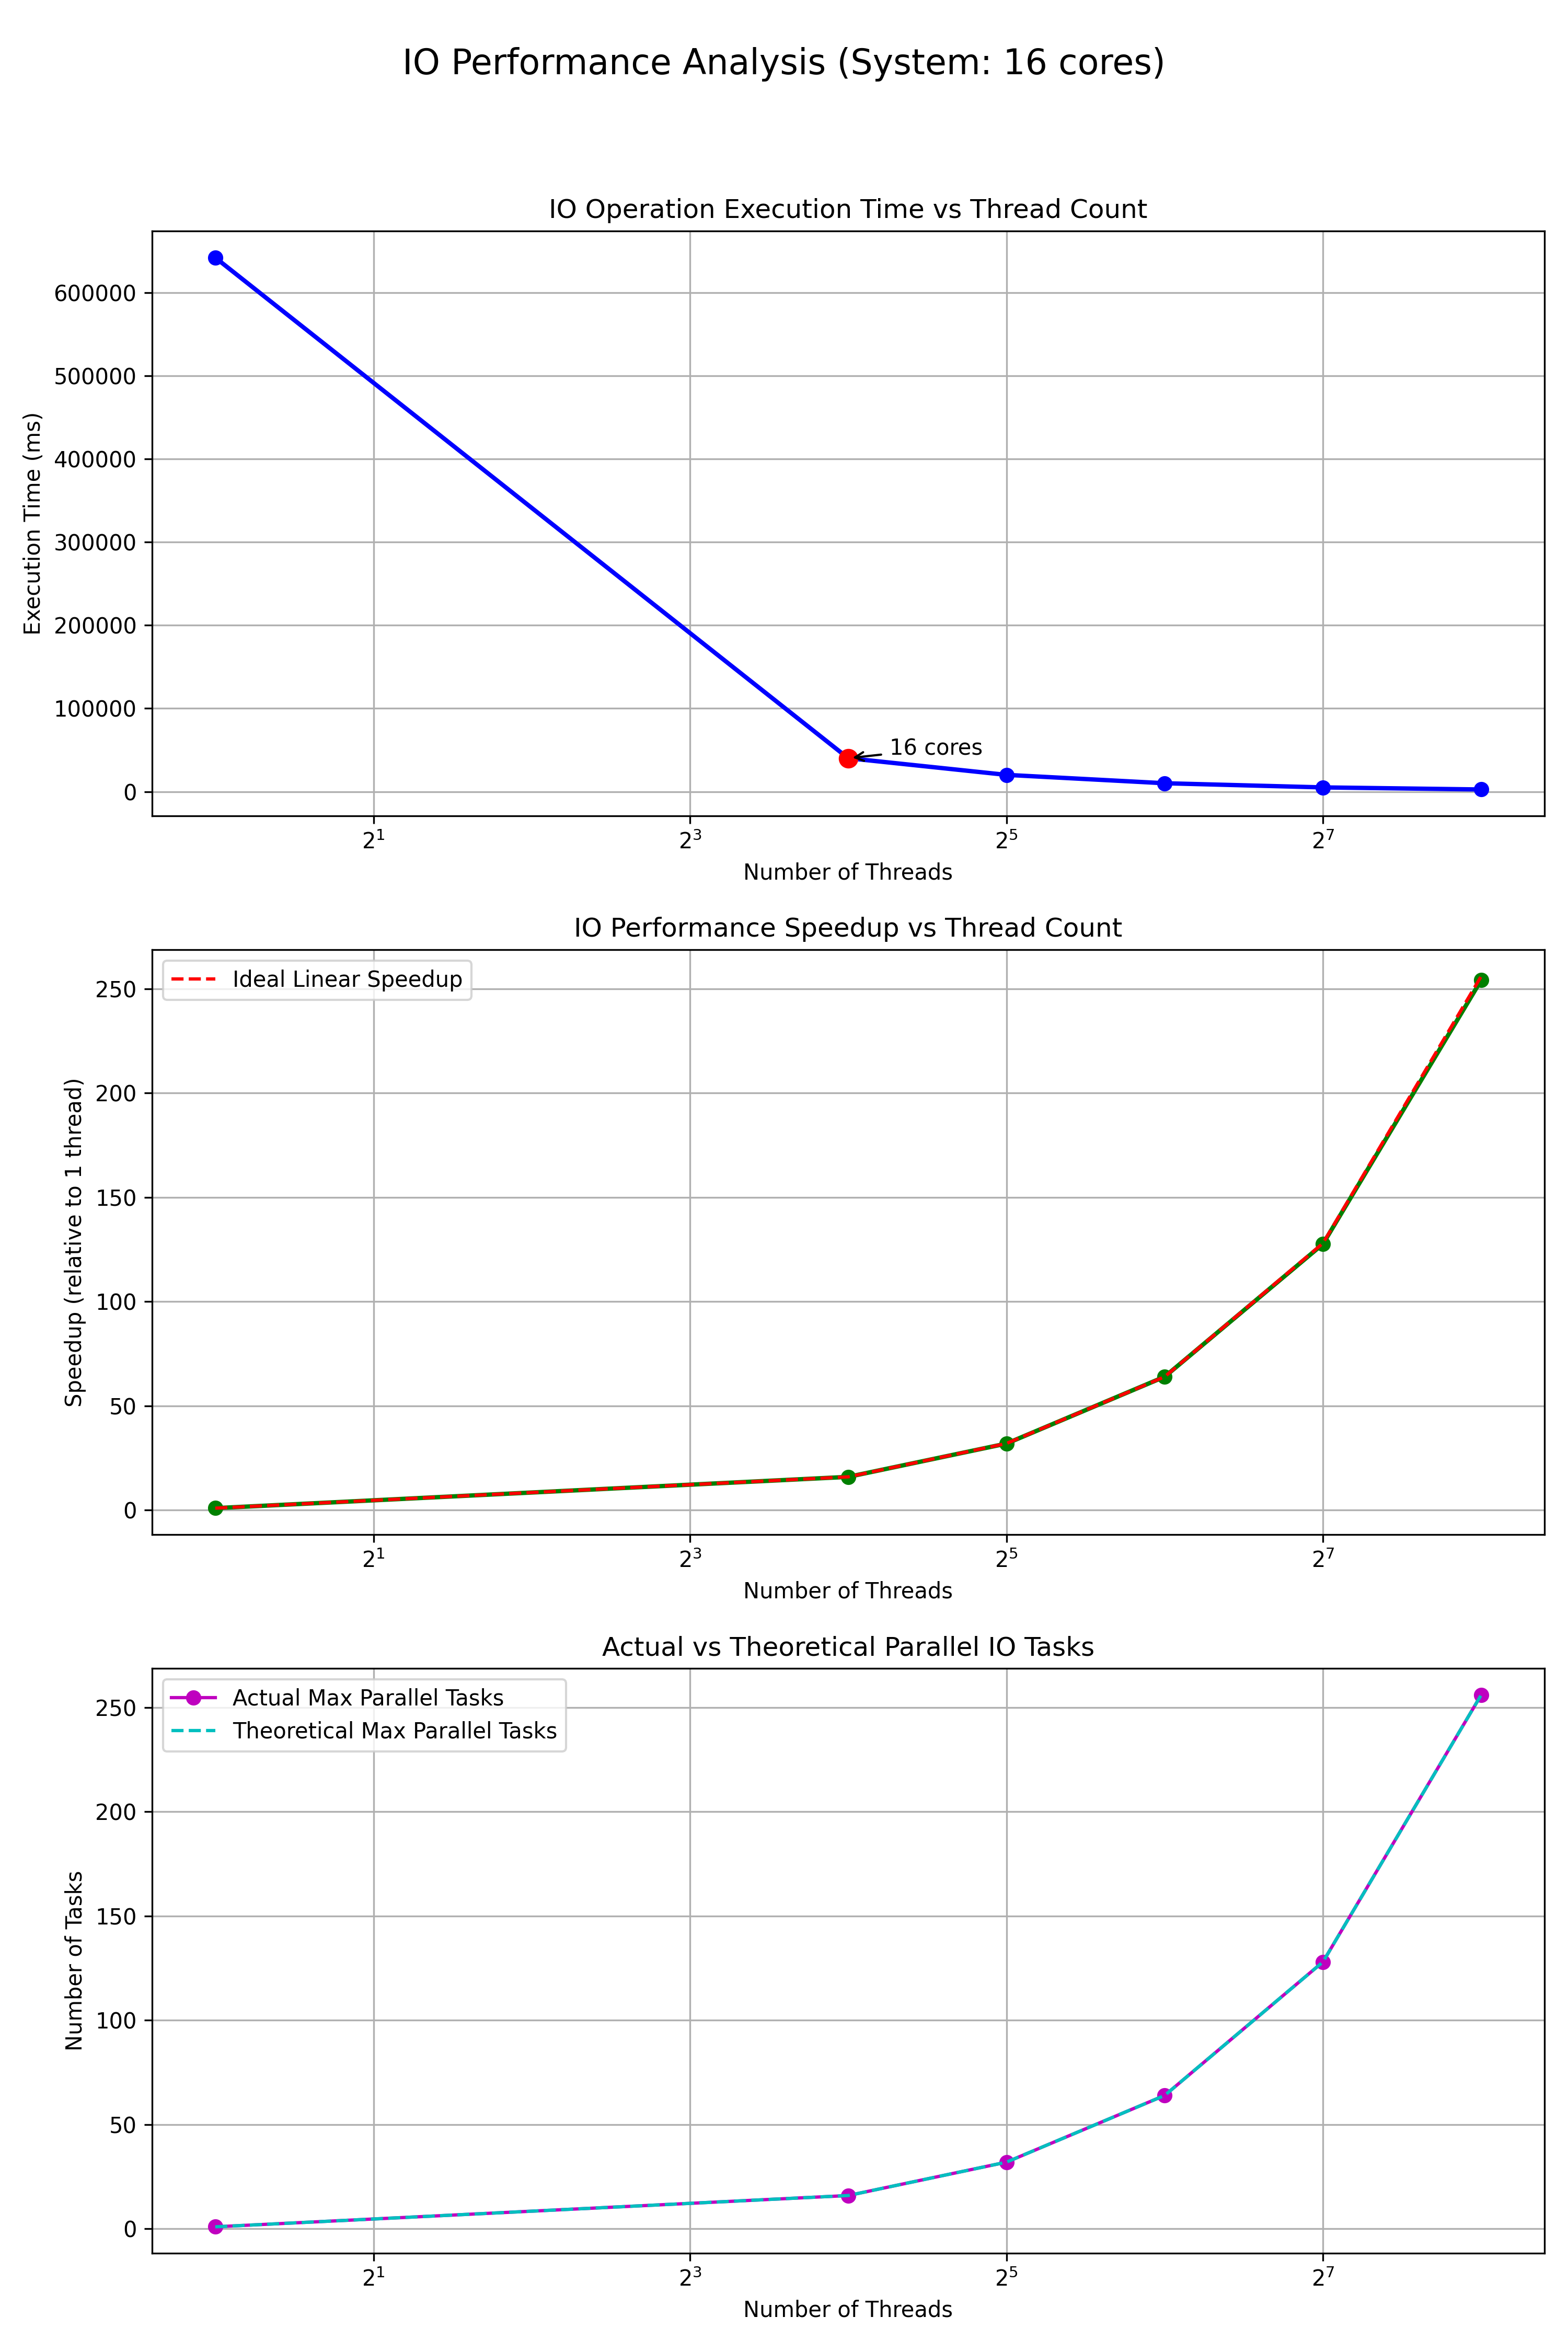 IO Performance Analysis (System: 16 cores)
IO Operation Execution Time vs Thread Count
Execution Time (ms)
600000
500000
400000
300000
200000
100000
0
16 cores
2¹ 2³ 2⁵ 2⁷
Number of Threads
IO Performance Speedup vs Thread Count
Ideal Linear Speedup
Speedup (relative to 1 thread)
250
200
150
100
50
0
2¹ 2³ 2⁵ 2⁷
Number of Threads
Actual vs Theoretical Parallel IO Tasks
Actual Max Parallel Tasks
Theoretical Max Parallel Tasks
Number of Tasks
250
200
150
100
50
0
2¹ 2³ 2⁵ 2⁷
Number of Threads